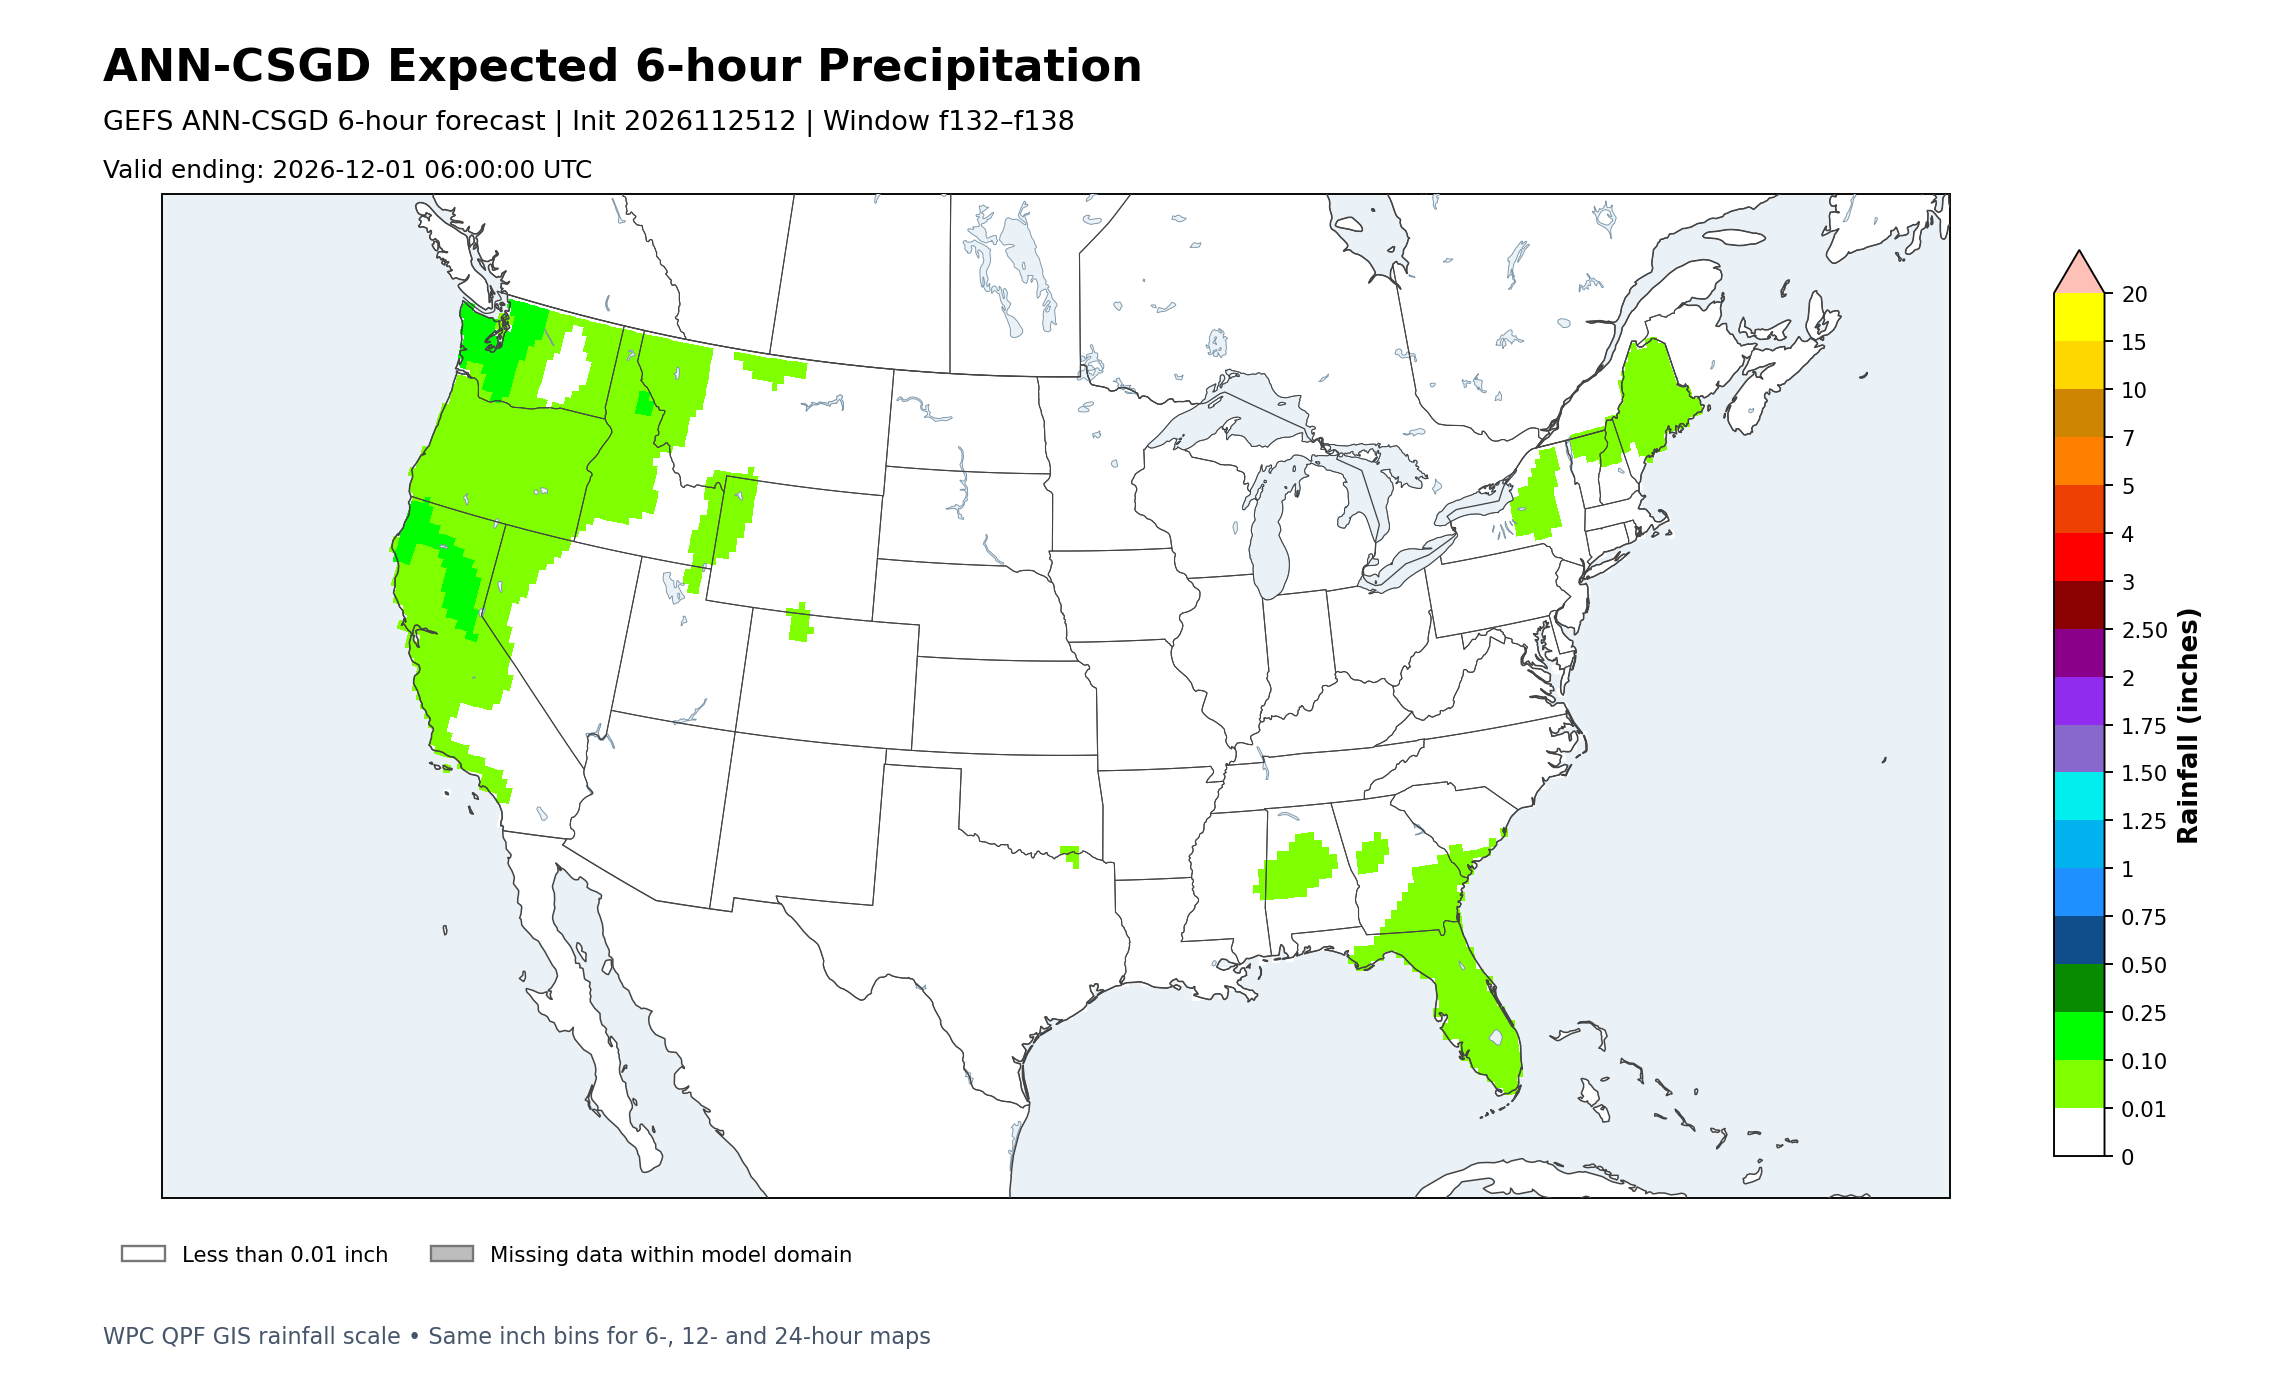 ANN-CSGD Expected 6-hour Precipitation
GEFS ANN-CSGD 6-hour forecast | Init 2026112512 | Window f132–f138
Valid ending: 2026-12-01 06:00:00 UTC
20
15
10
7
5
4
3
2.50
2
1.75
1.50
1.25
1
0.75
0.50
0.25
0.10
0.01
0
Rainfall (inches)
Less than 0.01 inch
Missing data within model domain
WPC QPF GIS rainfall scale • Same inch bins for 6-, 12- and 24-hour maps